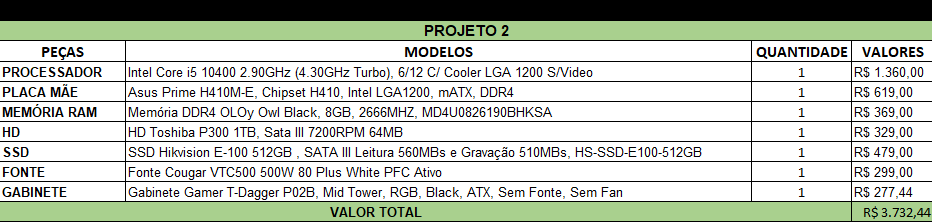 PROJETO 2
PEÇAS MODELOS QUANTIDADE VALORES
PROCESSADOR Intel Core i5 10400 2.90GHz (4.30GHz Turbo), 6/12 C/ Cooler LGA 1200 S/Video 1 R$ 1.360,00
PLACA MÃE Asus Prime H410M-E, Chipset H410, Intel LGA1200, mATX, DDR4 1 R$ 619,00
MEMÓRIA RAM Memória DDR4 OLOy Owl Black, 8GB, 2666MHZ, MD4U0826190BHKSA 1 R$ 369,00
HD HD Toshiba P300 1TB, Sata III 7200RPM 64MB 1 R$ 329,00
SSD SSD Hikvision E-100 512GB , SATA III Leitura 560MBs e Gravação 510MBs, HS-SSD-E100-512GB 1 R$ 479,00
FONTE Fonte Cougar VTC500 500W 80 Plus White PFC Ativo 1 R$ 299,00
GABINETE Gabinete Gamer T-Dagger P02B, Mid Tower, RGB, Black, ATX, Sem Fonte, Sem Fan 1 R$ 277,44
VALOR TOTAL R$ 3.732,44